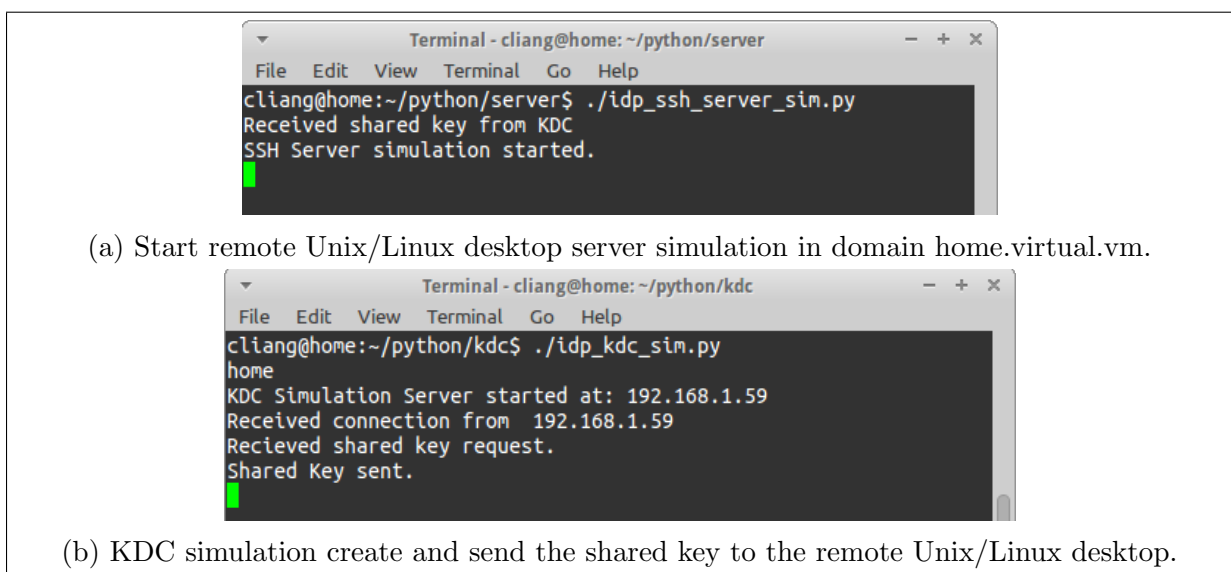 Terminal - cliang@home: ~/python/server
File Edit View Terminal Go Help
cliang@home:~/python/server$ ./idp_ssh_server_sim.py
Received shared key from KDC
SSH Server simulation started.
(a) Start remote Unix/Linux desktop server simulation in domain home.virtual.vm.
Terminal - cliang@home: ~/python/kdc
File Edit View Terminal Go Help
cliang@home:~/python/kdc$ ./idp_kdc_sim.py
home
KDC Simulation Server started at: 192.168.1.59
Received connection from  192.168.1.59
Recieved shared key request.
Shared Key sent.
(b) KDC simulation create and send the shared key to the remote Unix/Linux desktop.